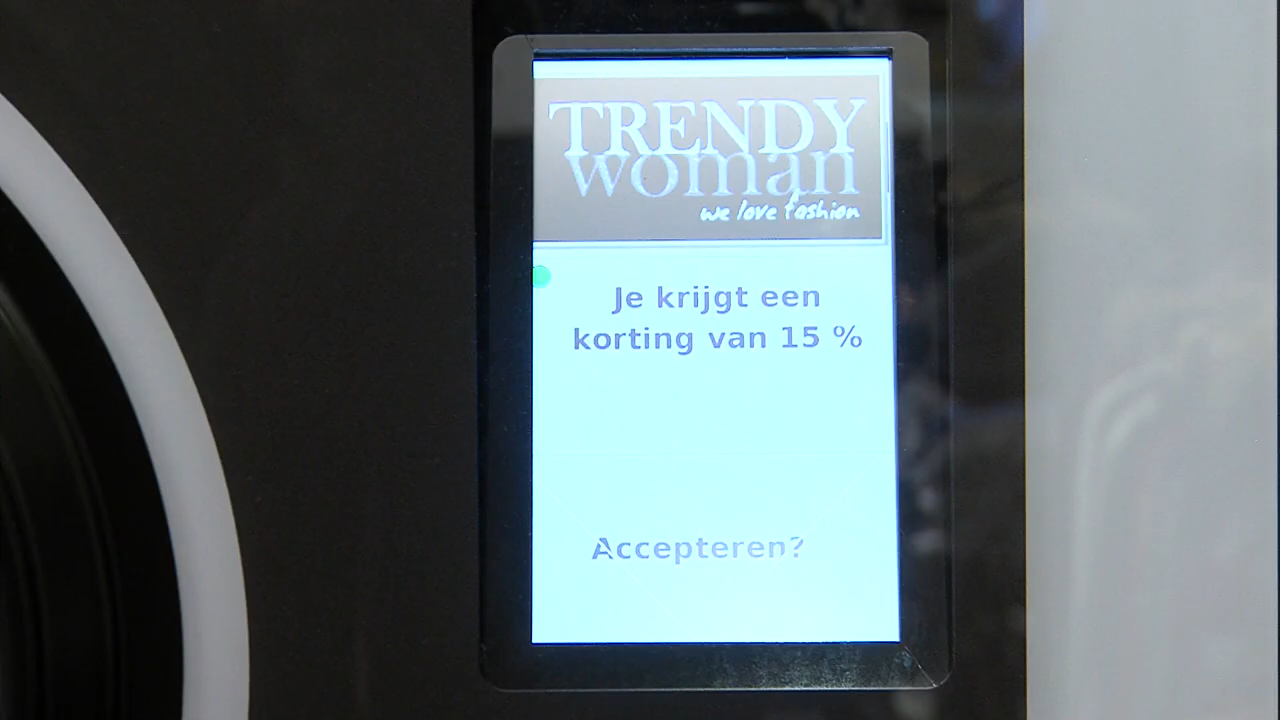 TRENDY
woman
we love fashion
Je krijgt een
korting van 15 %
Accepteren?